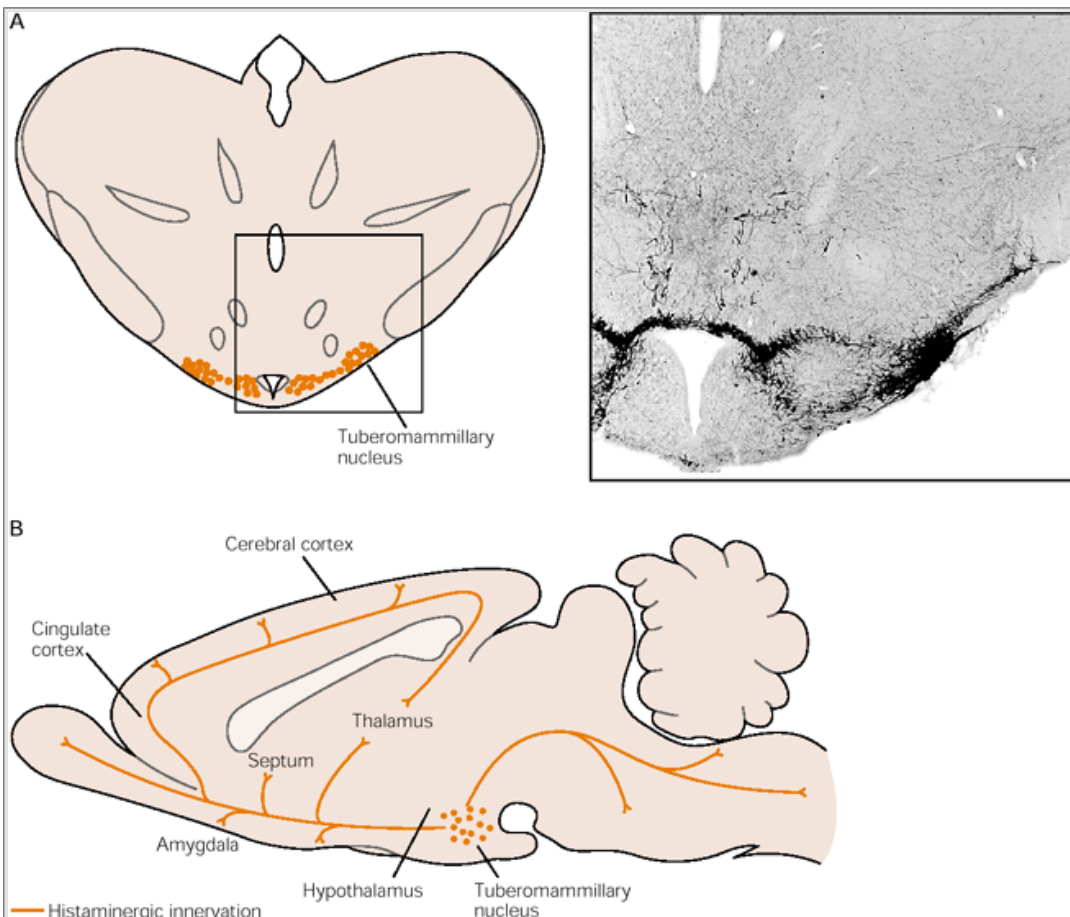 A
Tuberomammillary
nucleus
B
Cerebral cortex
Cingulate
cortex
Thalamus
Septum
Amygdala
Hypothalamus
Tuberomammillary
nucleus
Histaminergic innervation